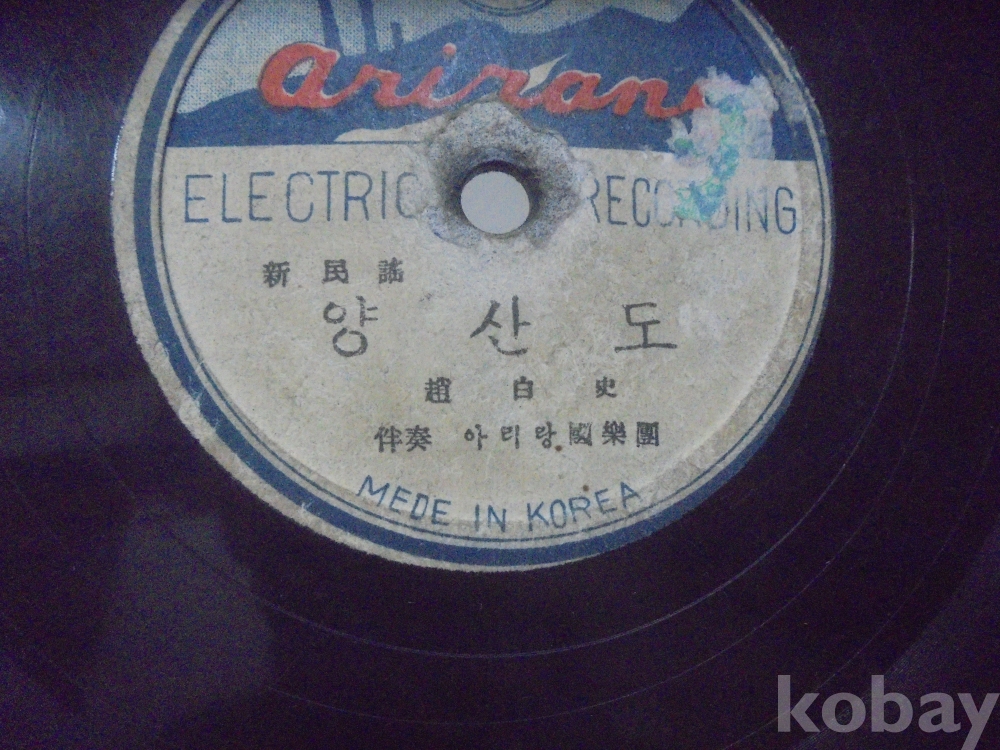 arirang
ELECTRIC RECORDING
新民謠
양산도
趙白史
伴奏 아리랑國樂團
MEDE IN KOREA
kobay